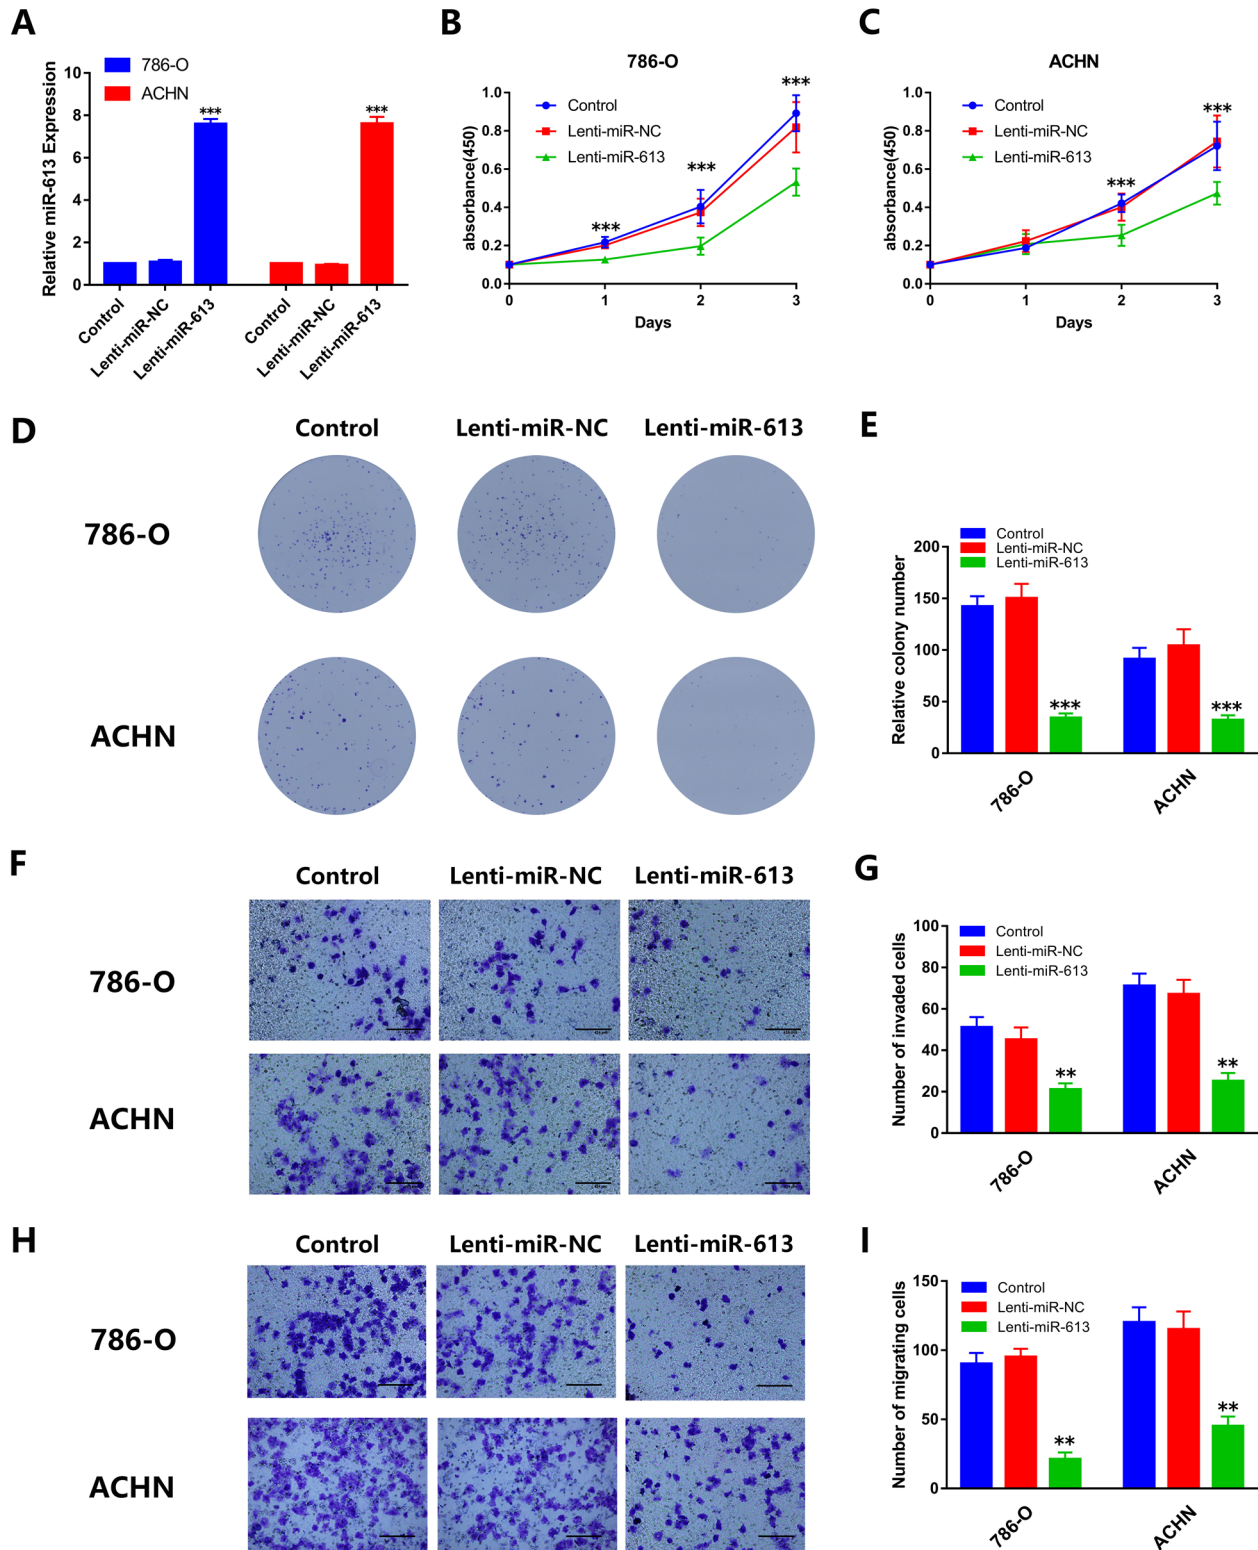 A
Relative miR-613 Expression
10
8
6
4
2
0
786-O
ACHN
***
***
Control
Lenti-miR-NC
Lenti-miR-613
Control
Lenti-miR-NC
Lenti-miR-613
B
786-O
absorbance(450)
1.0
0.8
0.6
0.4
0.2
0.0
Control
Lenti-miR-NC
Lenti-miR-613
***
***
***
0 1 2 3
Days
C
ACHN
absorbance(450)
1.0
0.8
0.6
0.4
0.2
0.0
Control
Lenti-miR-NC
Lenti-miR-613
***
***
0 1 2 3
Days
D
Control Lenti-miR-NC Lenti-miR-613
786-O
ACHN
E
Relative colony number
200
150
100
50
0
Control
Lenti-miR-NC
Lenti-miR-613
***
***
786-O
ACHN
F
Control Lenti-miR-NC Lenti-miR-613
786-O
ACHN
G
Number of invaded cells
100
80
60
40
20
0
Control
Lenti-miR-NC
Lenti-miR-613
**
**
786-O
ACHN
H
Control Lenti-miR-NC Lenti-miR-613
786-O
ACHN
I
Number of migrating cells
150
100
50
0
Control
Lenti-miR-NC
Lenti-miR-613
**
**
786-O
ACHN